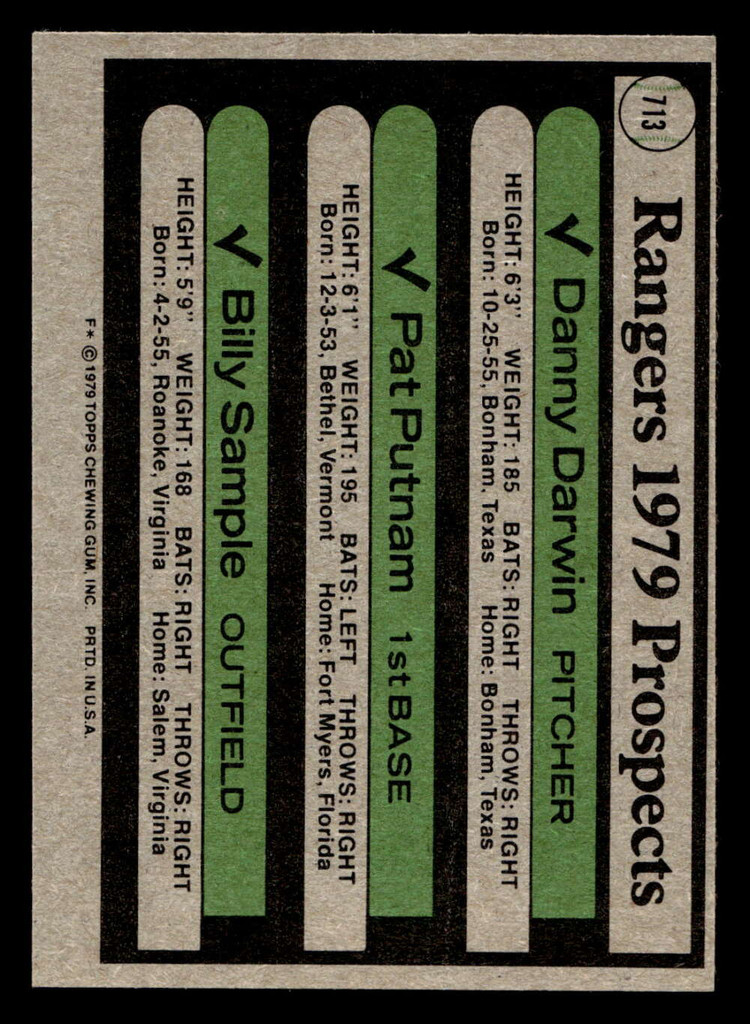 713
Rangers 1979 Prospects
✓ Danny Darwin PITCHER
HEIGHT: 6'3" WEIGHT: 185 BATS: RIGHT THROWS: RIGHT
Born: 10-25-55, Bonham, Texas Home: Bonham, Texas
✓ Pat Putnam 1st BASE
HEIGHT: 6'1" WEIGHT: 195 BATS: LEFT THROWS: RIGHT
Born: 12-3-53, Bethel, Vermont Home: Fort Myers, Florida
✓ Billy Sample OUTFIELD
HEIGHT: 5'9" WEIGHT: 168 BATS: RIGHT THROWS: RIGHT
Born: 4-2-55, Roanoke, Virginia Home: Salem, Virginia
F* © 1979 TOPPS CHEWING GUM, INC. PRTD. IN U.S.A.